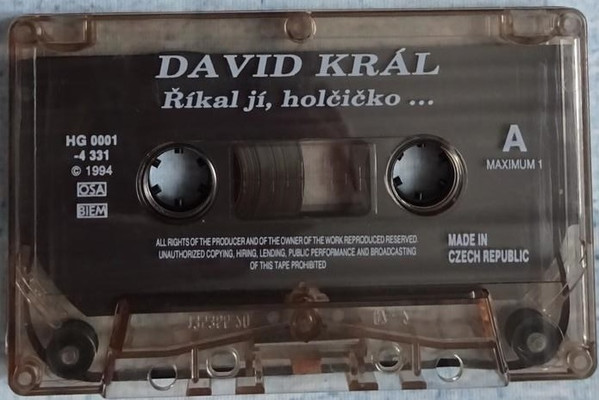 DAVID KRÁL
Říkal jí, holčičko ...
HG 0001
-4 331
© 1994
OSA
BIEM
A
MAXIMUM 1
ALL RIGHTS OF THE PRODUCER AND OF THE OWNER OF THE WORK REPRODUCED RESERVED.
UNAUTHORIZED COPYING, HIRING, LENDING, PUBLIC PERFORMANCE AND BROADCASTING
OF THIS TAPE PROHIBITED
MADE IN
CZECH REPUBLIC